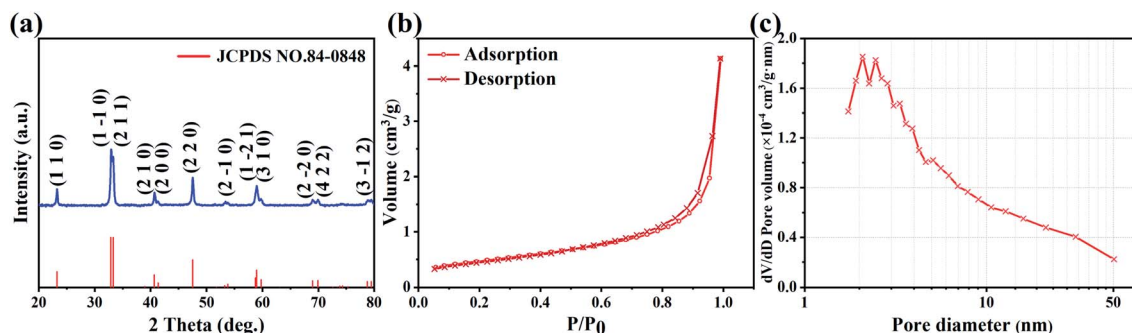 (a)
Intensity (a.u.)
JCPDS NO.84-0848
(1 1 0)
(1 -1 0)
(2 1 1)
(2 1 0)
(2 0 0)
(2 2 0)
(2 -1 0)
(1 -2 1)
(3 1 0)
(2 -2 0)
(4 2 2)
(3 -1 2)
20 30 40 50 60 70 80
2 Theta (deg.)
(b)
Volume (cm³/g)
Adsorption
Desorption
4
3
2
1
0
0.0 0.2 0.4 0.6 0.8 1.0
P/P₀
(c)
dV/dD Pore volume (×10⁻⁴ cm³/g·nm)
2.0
1.6
1.2
0.8
0.4
0.0
1 10 50
Pore diameter (nm)